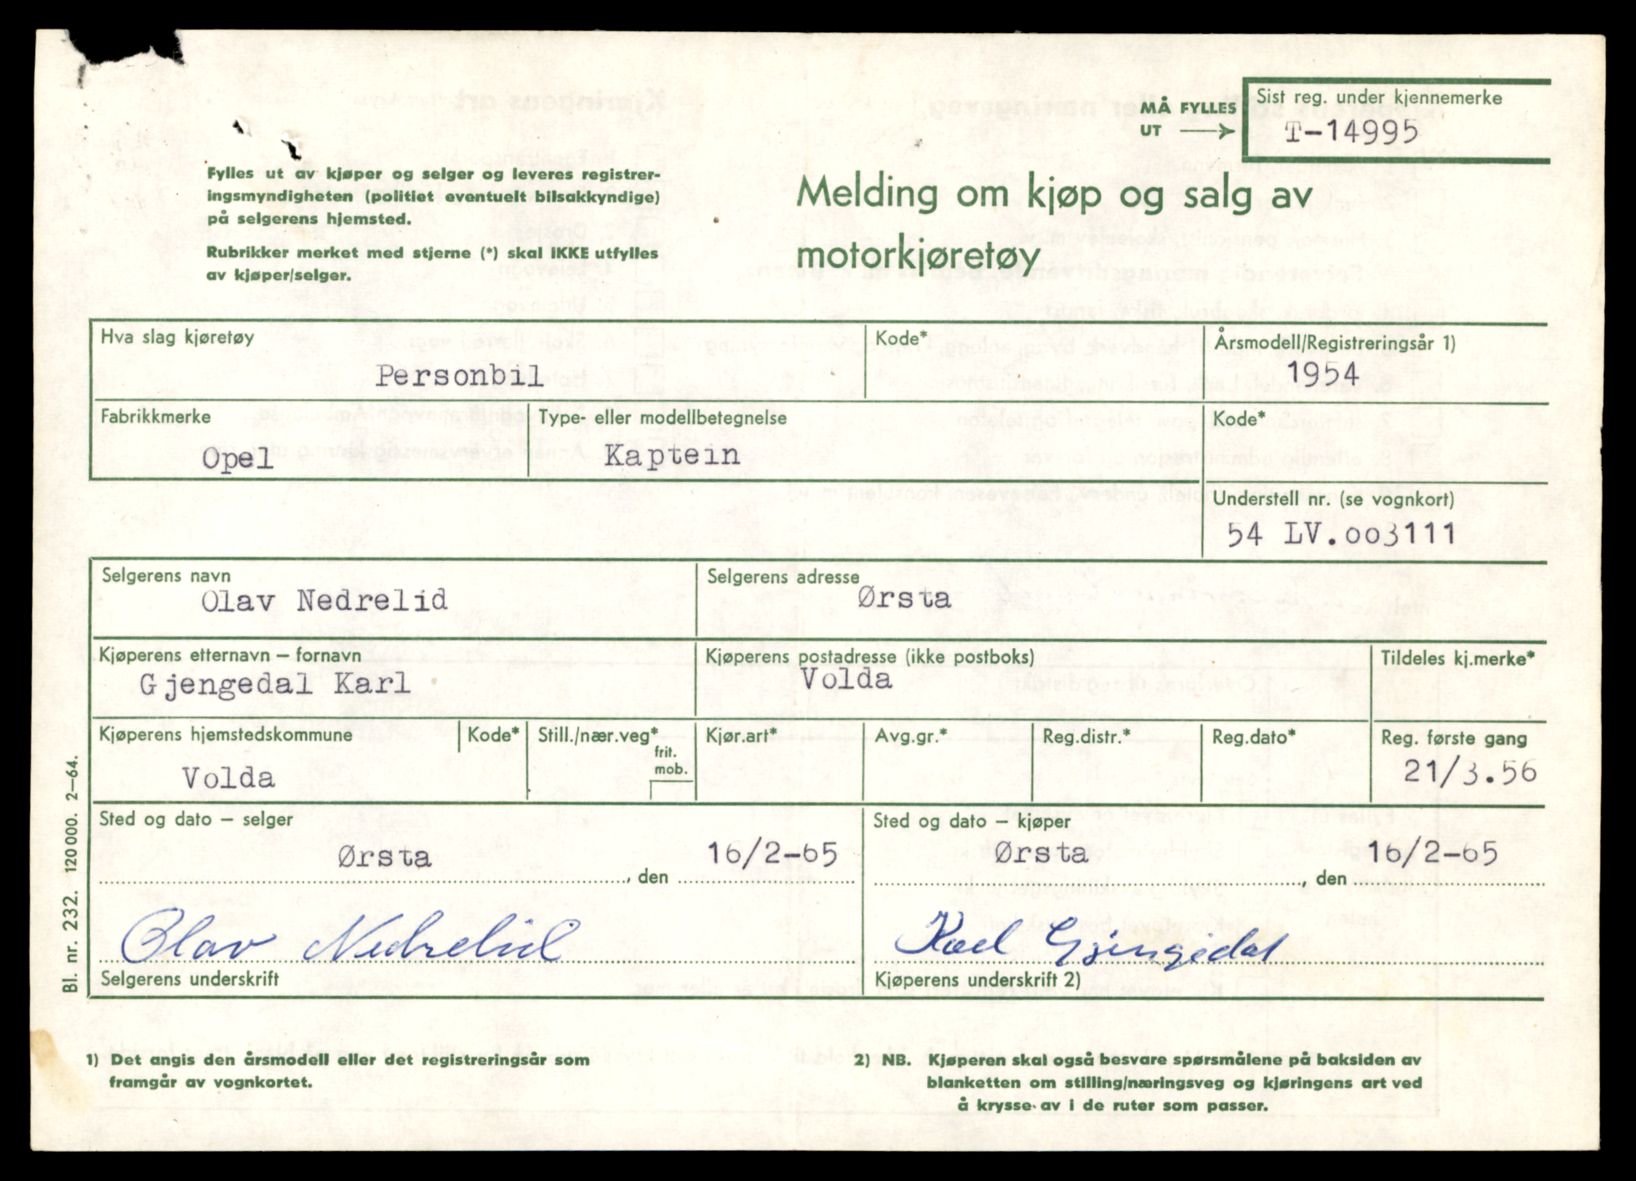 MÅ FYLLES UT
Sist reg. under kjennemerke
T-14995
Fylles ut av kjøper og selger og leveres registrer-
ingsmyndigheten (politiet eventuelt bilsakkyndige)
på selgerens hjemsted.
Rubrikker merket med stjerne (*) skal IKKE utfylles
av kjøper/selger.
Melding om kjøp og salg av
motorkjøretøy
Hva slag kjøretøy
Personbil
Kode*
Årsmodell/Registreringsår 1)
1954
Fabrikkmerke
Opel
Type- eller modellbetegnelse
Kaptein
Kode*
Understell nr. (se vognkort)
54 LV.003111
Selgerens navn
Olav Nedrelid
Selgerens adresse
Ørsta
Kjøperens etternavn – fornavn
Gjengedal Karl
Kjøperens postadresse (ikke postboks)
Volda
Tildeles kj.merke*
Kjøperens hjemstedskommune
Volda
Kode*
Still./nær.veg*
frit.
mob.
Kjør.art*
Avg.gr.*
Reg.distr.*
Reg.dato*
Reg. første gang
21/3.56
Sted og dato – selger
Ørsta , den 16/2-65
Olav Nedrelid
Selgerens underskrift
Sted og dato – kjøper
Ørsta , den 16/2-65
Karl Gjengedal
Kjøperens underskrift 2)
Bl. nr. 232. 120 000. 2–64.
1) Det angis den årsmodell eller det registreringsår som
framgår av vognkortet.
2) NB. Kjøperen skal også besvare spørsmålene på baksiden av
blanketten om stilling/næringsveg og kjøringens art ved
å krysse av i de ruter som passer.